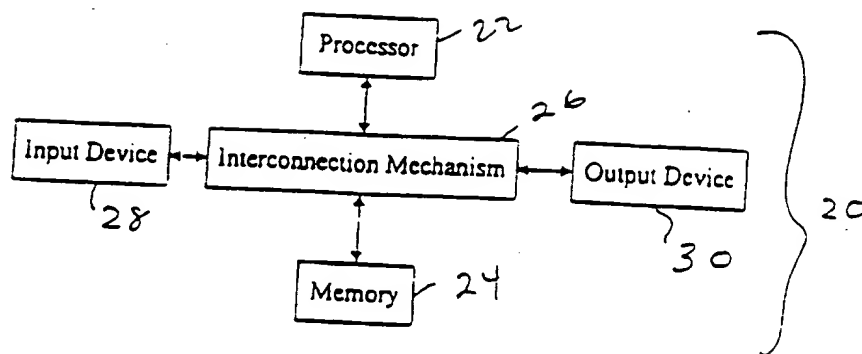 Processor 22
26
Input Device Interconnection Mechanism Output Device
28 30 20
Memory 24